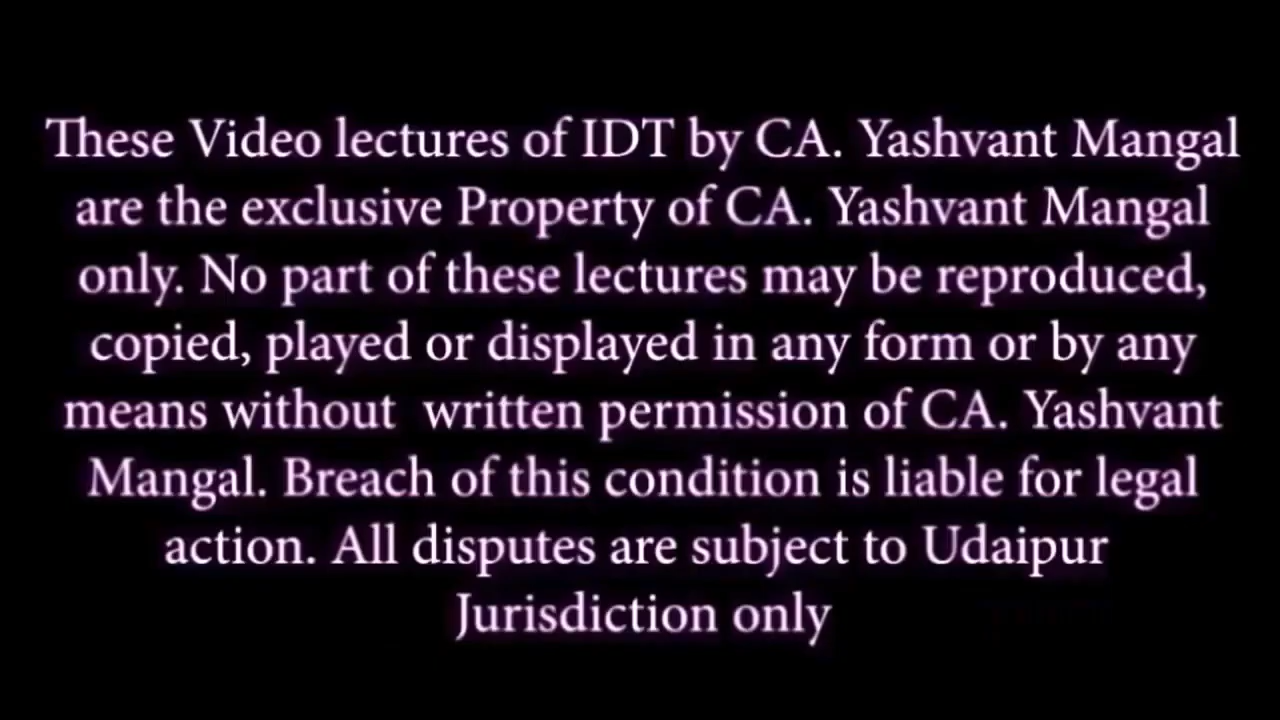 These Video lectures of IDT by CA. Yashvant Mangal
are the exclusive Property of CA. Yashvant Mangal
only. No part of these lectures may be reproduced,
copied, played or displayed in any form or by any
means without  written permission of CA. Yashvant
Mangal. Breach of this condition is liable for legal
action. All disputes are subject to Udaipur
Jurisdiction only